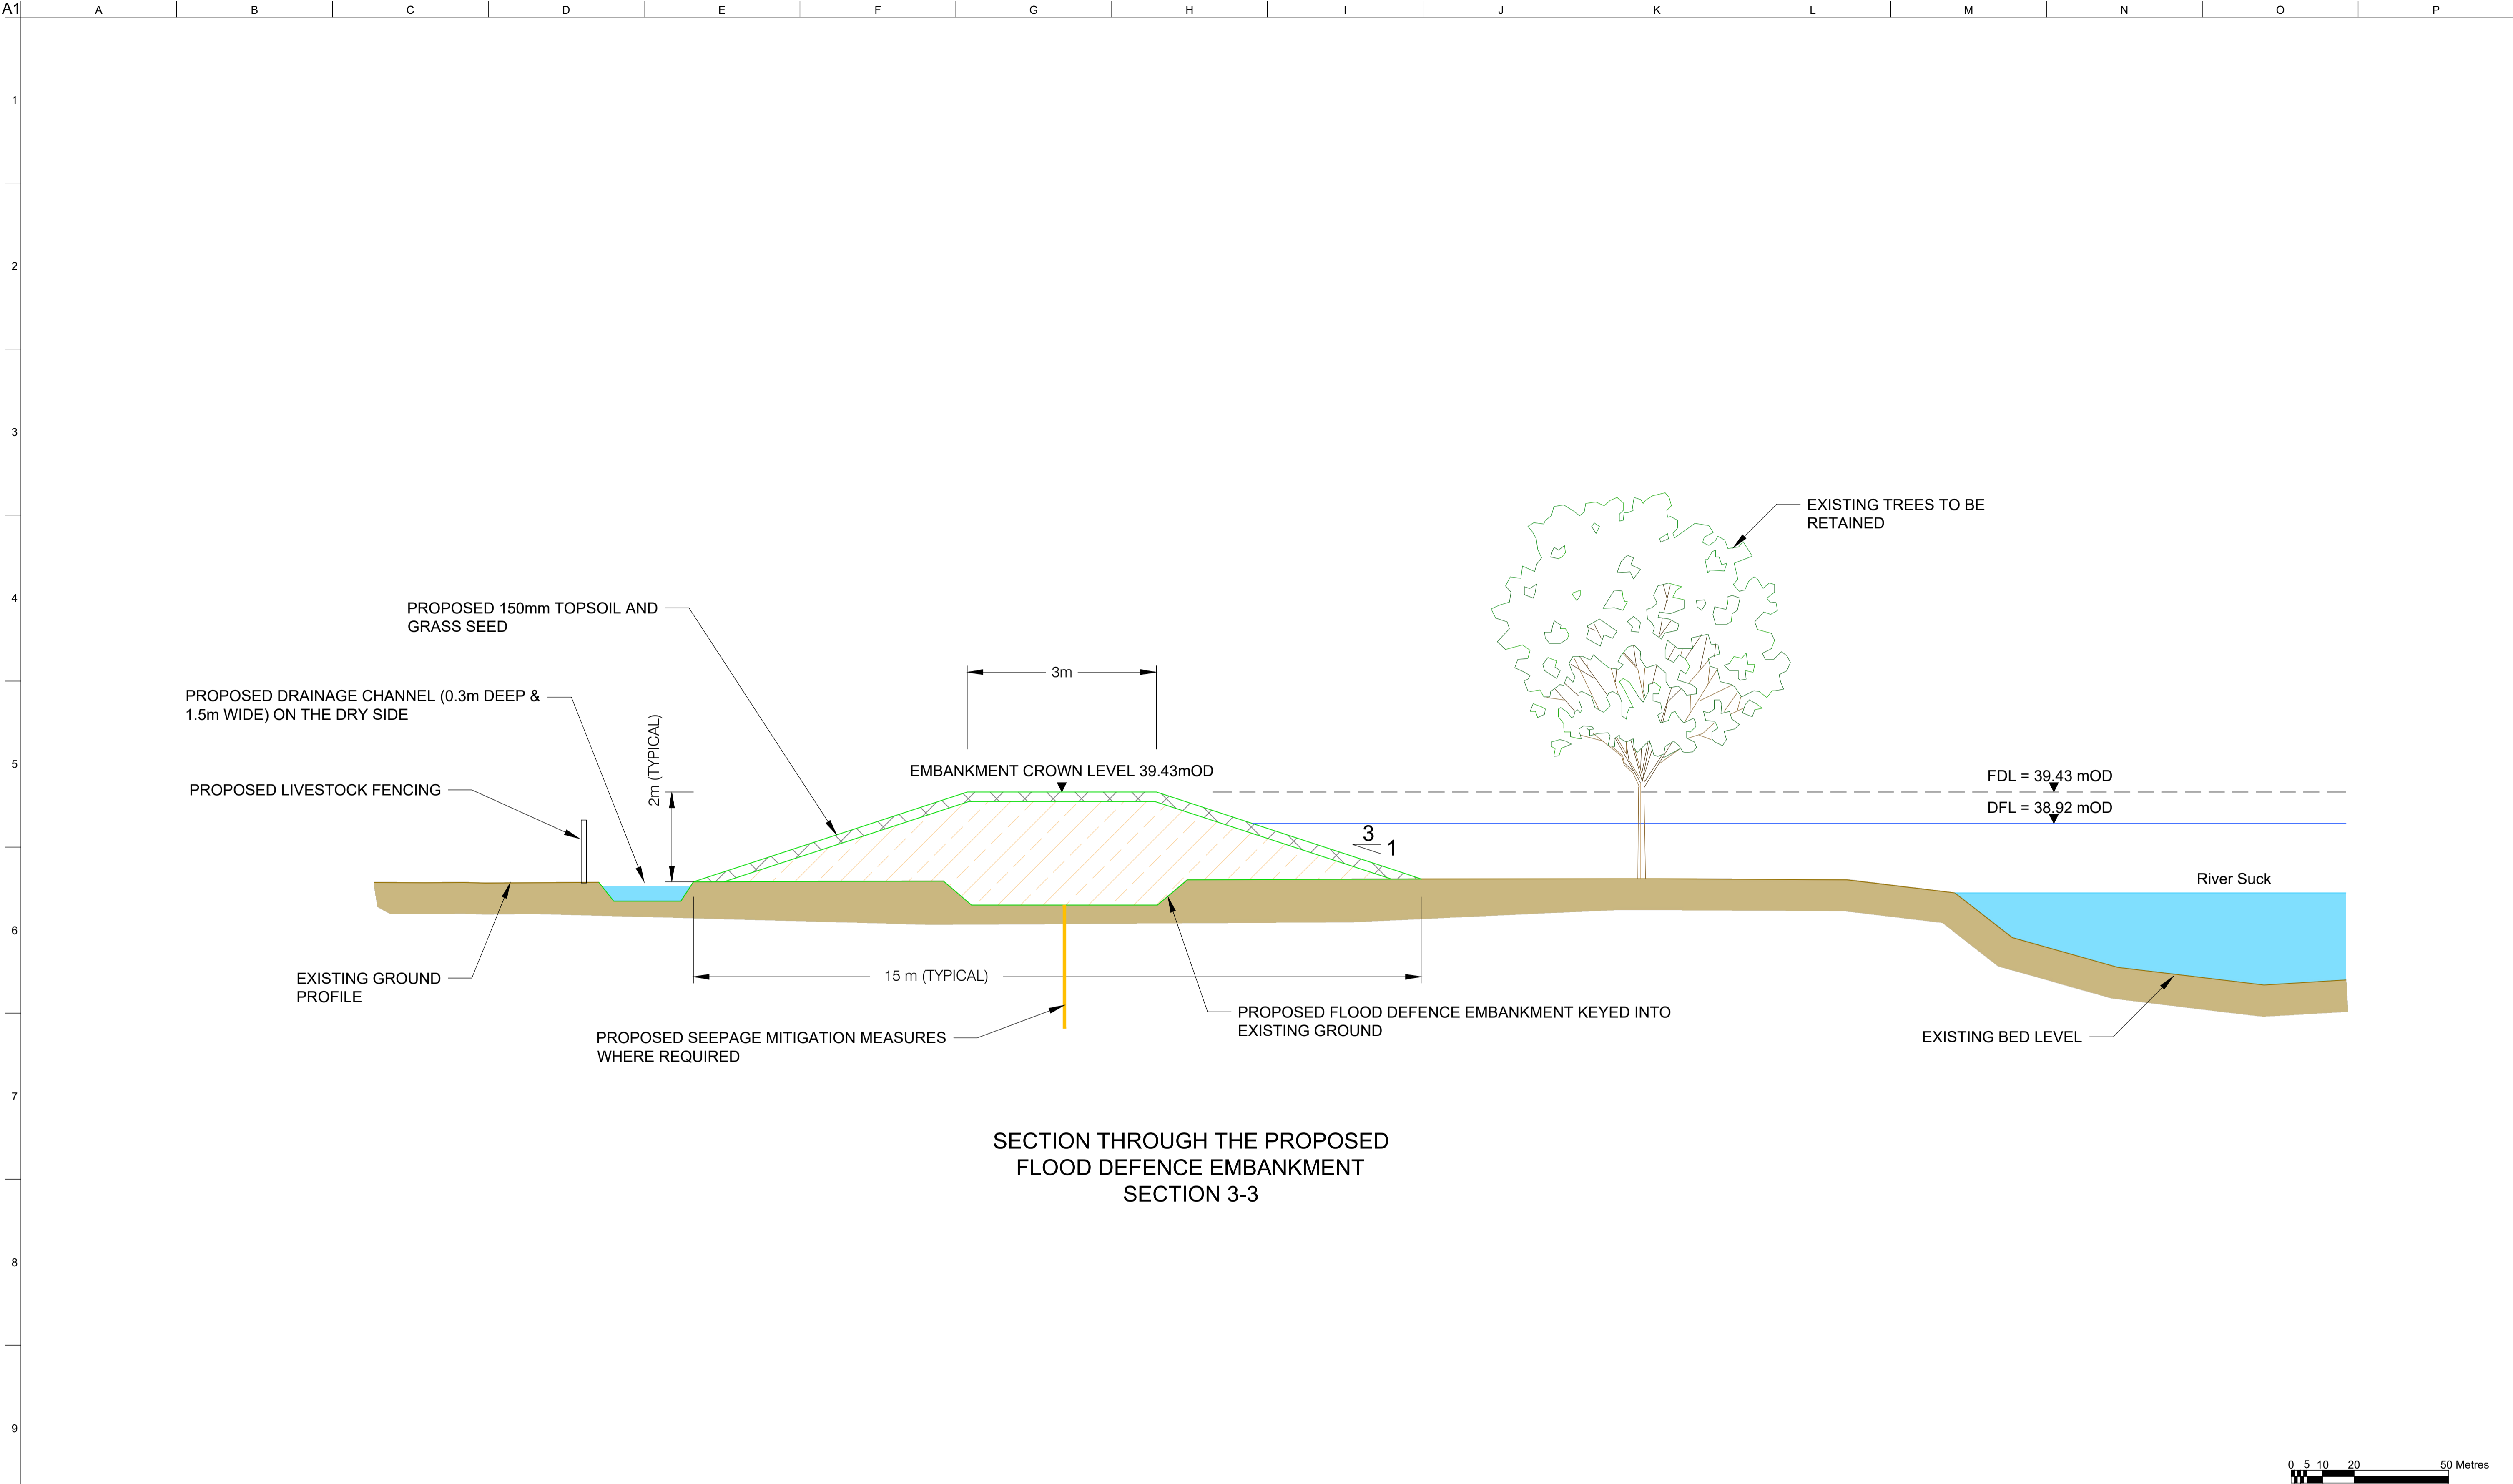 A1 A B C D E F G H I J K L M N O P
1
2
3
EXISTING TREES TO BE
RETAINED
4
PROPOSED 150mm TOPSOIL AND
GRASS SEED
3m
PROPOSED DRAINAGE CHANNEL (0.3m DEEP &
1.5m WIDE) ON THE DRY SIDE
2m (TYPICAL)
5
EMBANKMENT CROWN LEVEL 39.43mOD
FDL = 39.43 mOD
PROPOSED LIVESTOCK FENCING
DFL = 38.92 mOD
3
1
River Suck
6
EXISTING GROUND
PROFILE
15 m (TYPICAL)
PROPOSED FLOOD DEFENCE EMBANKMENT KEYED INTO
EXISTING GROUND
PROPOSED SEEPAGE MITIGATION MEASURES
WHERE REQUIRED
EXISTING BED LEVEL
7
SECTION THROUGH THE PROPOSED
FLOOD DEFENCE EMBANKMENT
SECTION 3-3
8
9
0 5 10 20 50 Metres